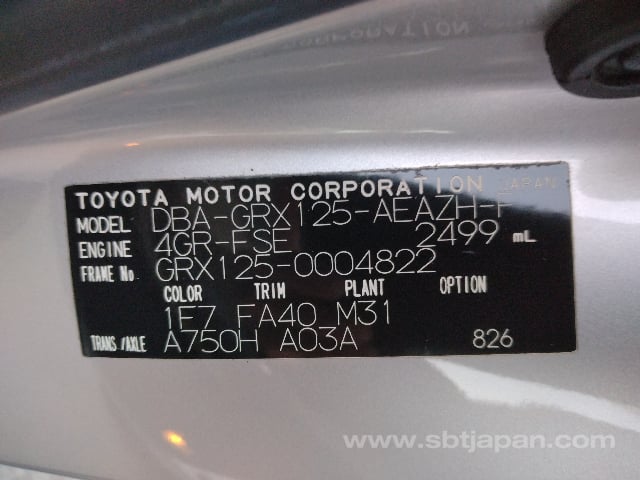 TOYOTA MOTOR CORPORATION JAPAN
MODEL DBA-GRX125-AEAZH-F
ENGINE 4GR-FSE 2499 mL
FRAME No GRX125-0004822
COLOR TRIM PLANT OPTION
1F7 FA40 M31
TRANS/AXLE A750H A03A 826
www.sbtjapan.com